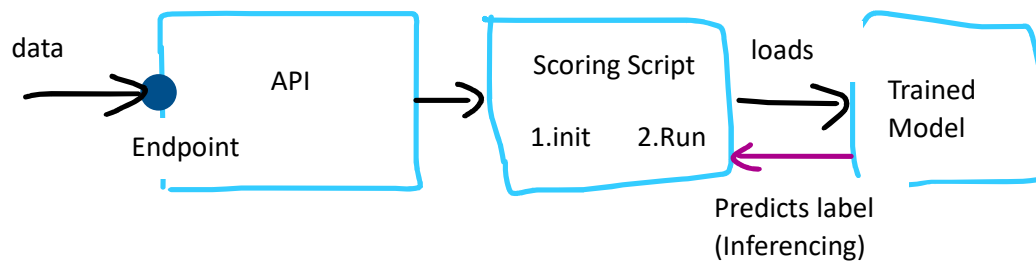 data
API
Endpoint
Scoring Script
1.init 2.Run
loads
Trained
Model
Predicts label
(Inferencing)